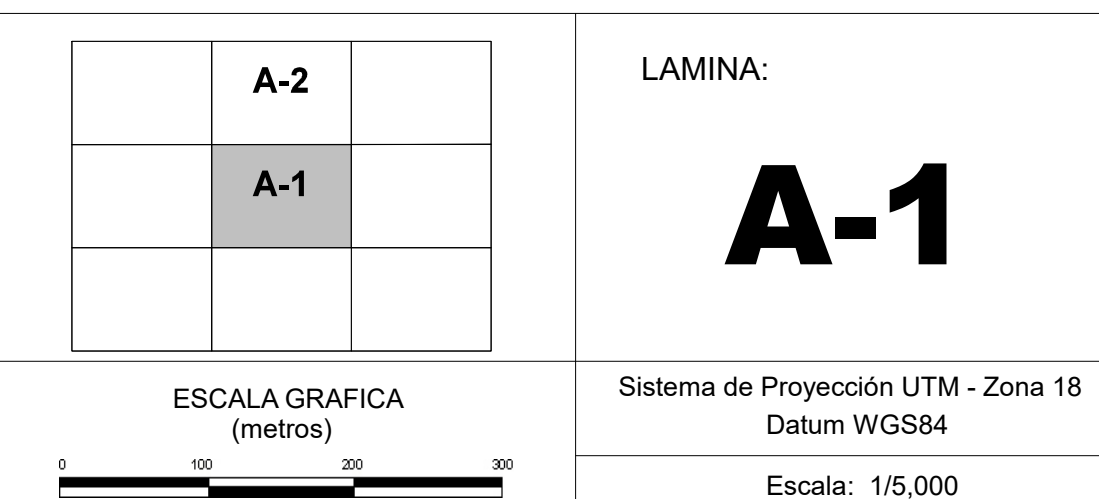 A-2
A-1
LAMINA:
A-1
ESCALA GRAFICA
(metros)
0 100 200 300
Sistema de Proyección UTM - Zona 18
Datum WGS84
Escala: 1/5,000